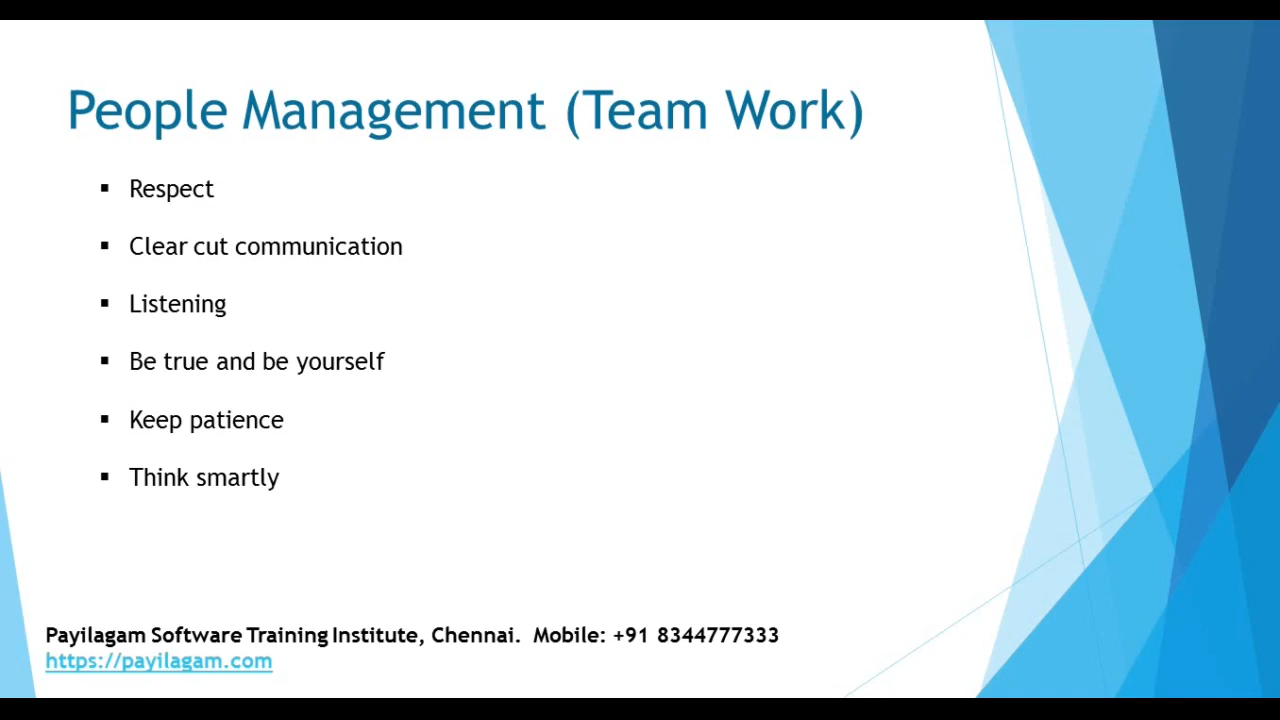 People Management (Team Work)
▪ Respect
▪ Clear cut communication
▪ Listening
▪ Be true and be yourself
▪ Keep patience
▪ Think smartly
Payilagam Software Training Institute, Chennai. Mobile: +91 8344777333
https://payilagam.com